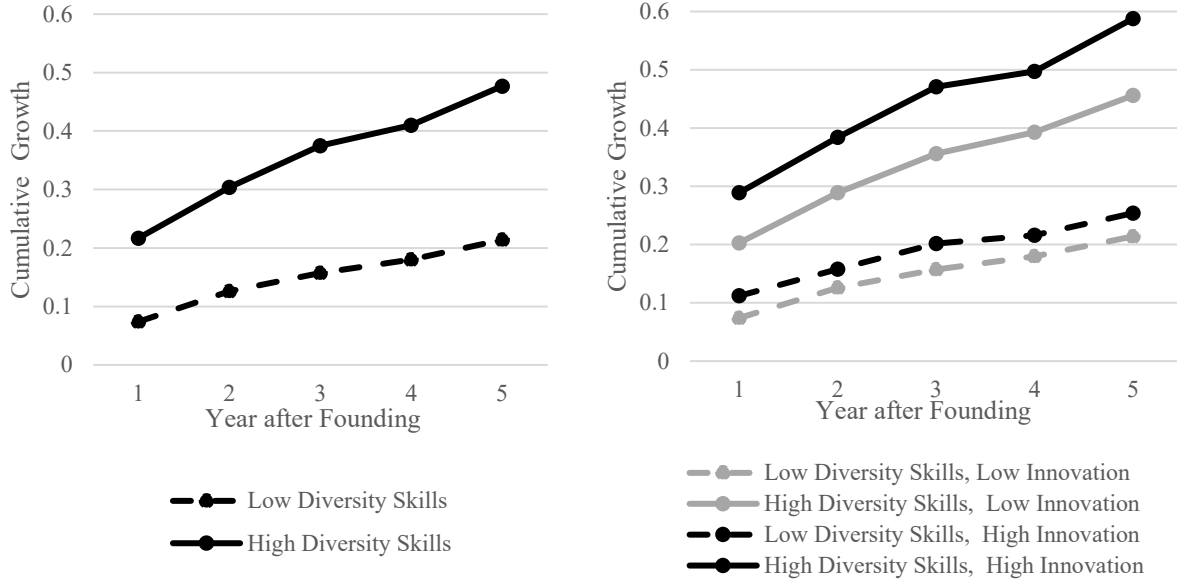 0.6
0.5
0.4
0.3
0.2
0.1
0
Cumulative Growth
1 2 3 4 5
Year after Founding
Low Diversity Skills
High Diversity Skills
0.6
0.5
0.4
0.3
0.2
0.1
0
Cumulative Growth
1 2 3 4 5
Year after Founding
Low Diversity Skills, Low Innovation
High Diversity Skills, Low Innovation
Low Diversity Skills, High Innovation
High Diversity Skills, High Innovation